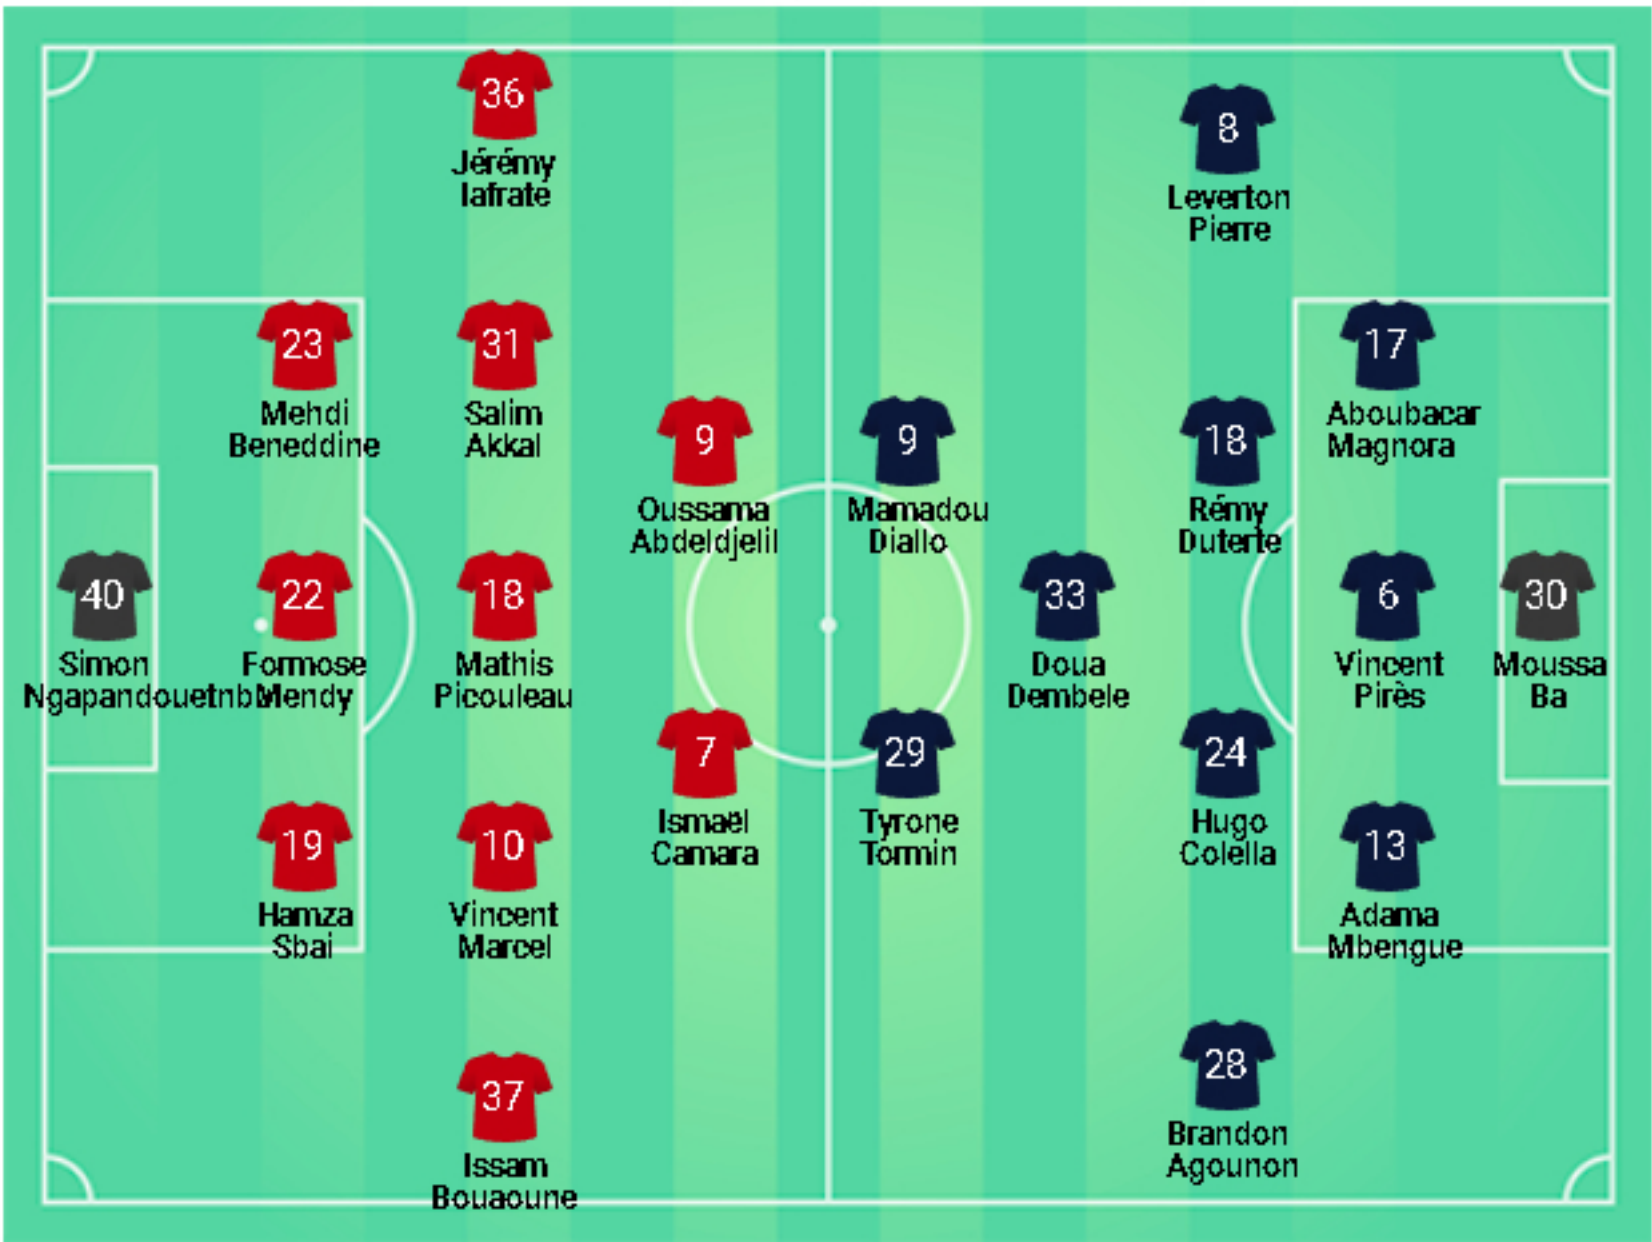 36
Jérémy
Iafrate
8
Leverton
Pierre
23
Mehdi
Beneddine
31
Salim
Akkal
17
Aboubacar
Magnora
9
Oussama
Abdeldjelil
9
Mamadou
Diallo
18
Rémy
Duterte
40
Simon
22
Formose
Mendy
18
Mathis
Picouleau
33
Doua
Dembele
6
Vincent
Pirès
30
Moussa
Ba
7
Ismaël
Camara
29
Tyrone
Tormin
24
Hugo
Colella
19
Hamza
Sbai
10
Vincent
Marcel
13
Adama
Mbengue
37
Issam
Bouaoune
28
Brandon
Agounon